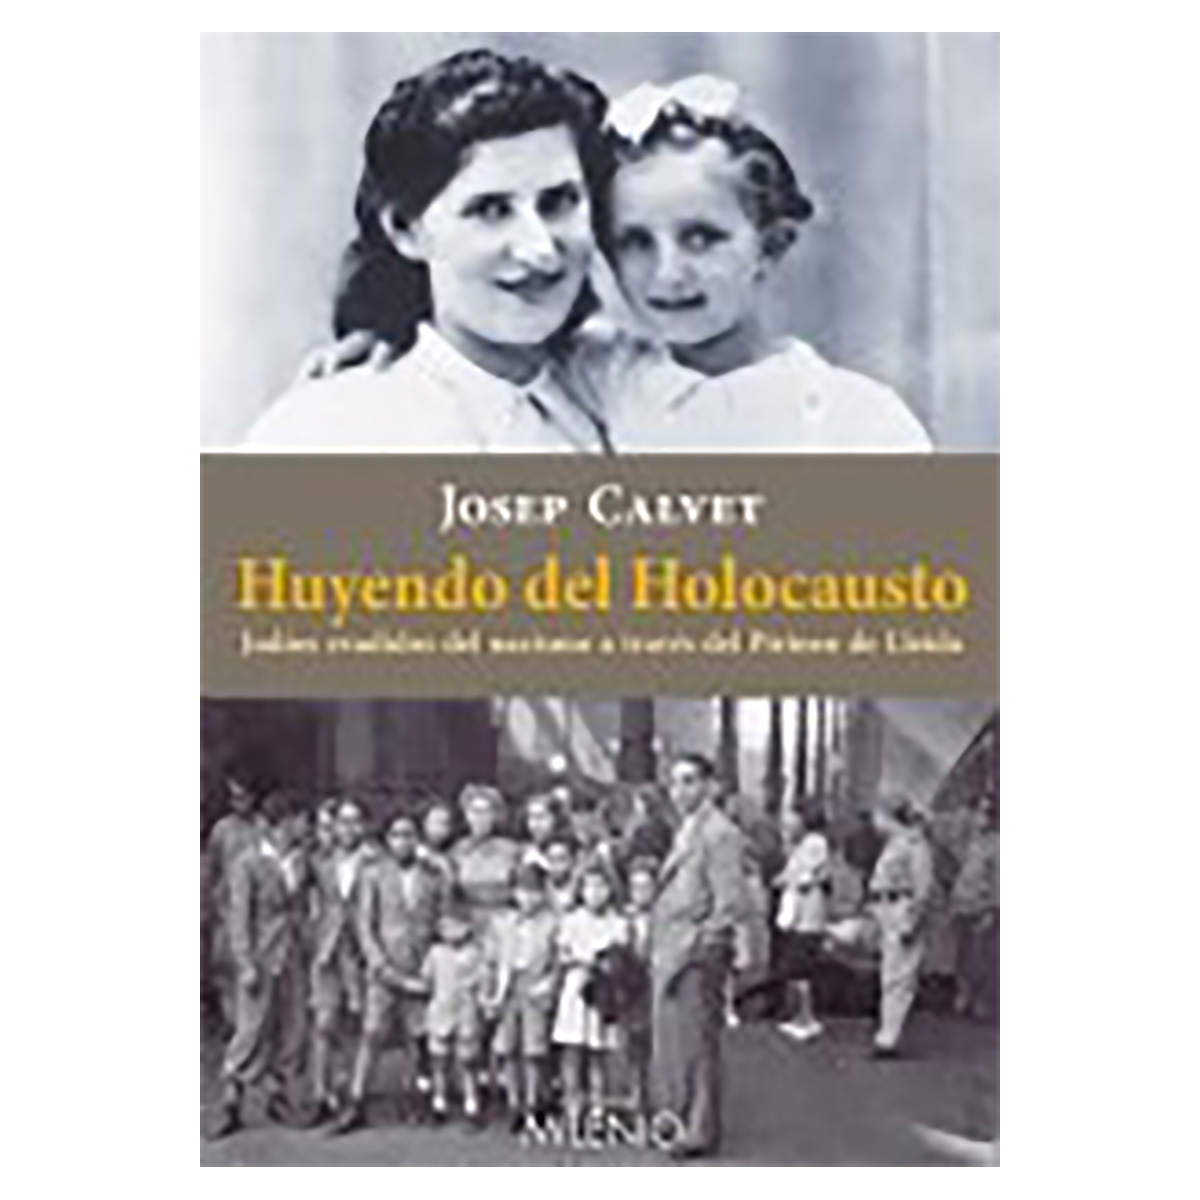 JOSEP CALVET
Huyendo del Holocausto
Judíos evadidos del nazismo a través del Pirineo de Lleida
MILENIO